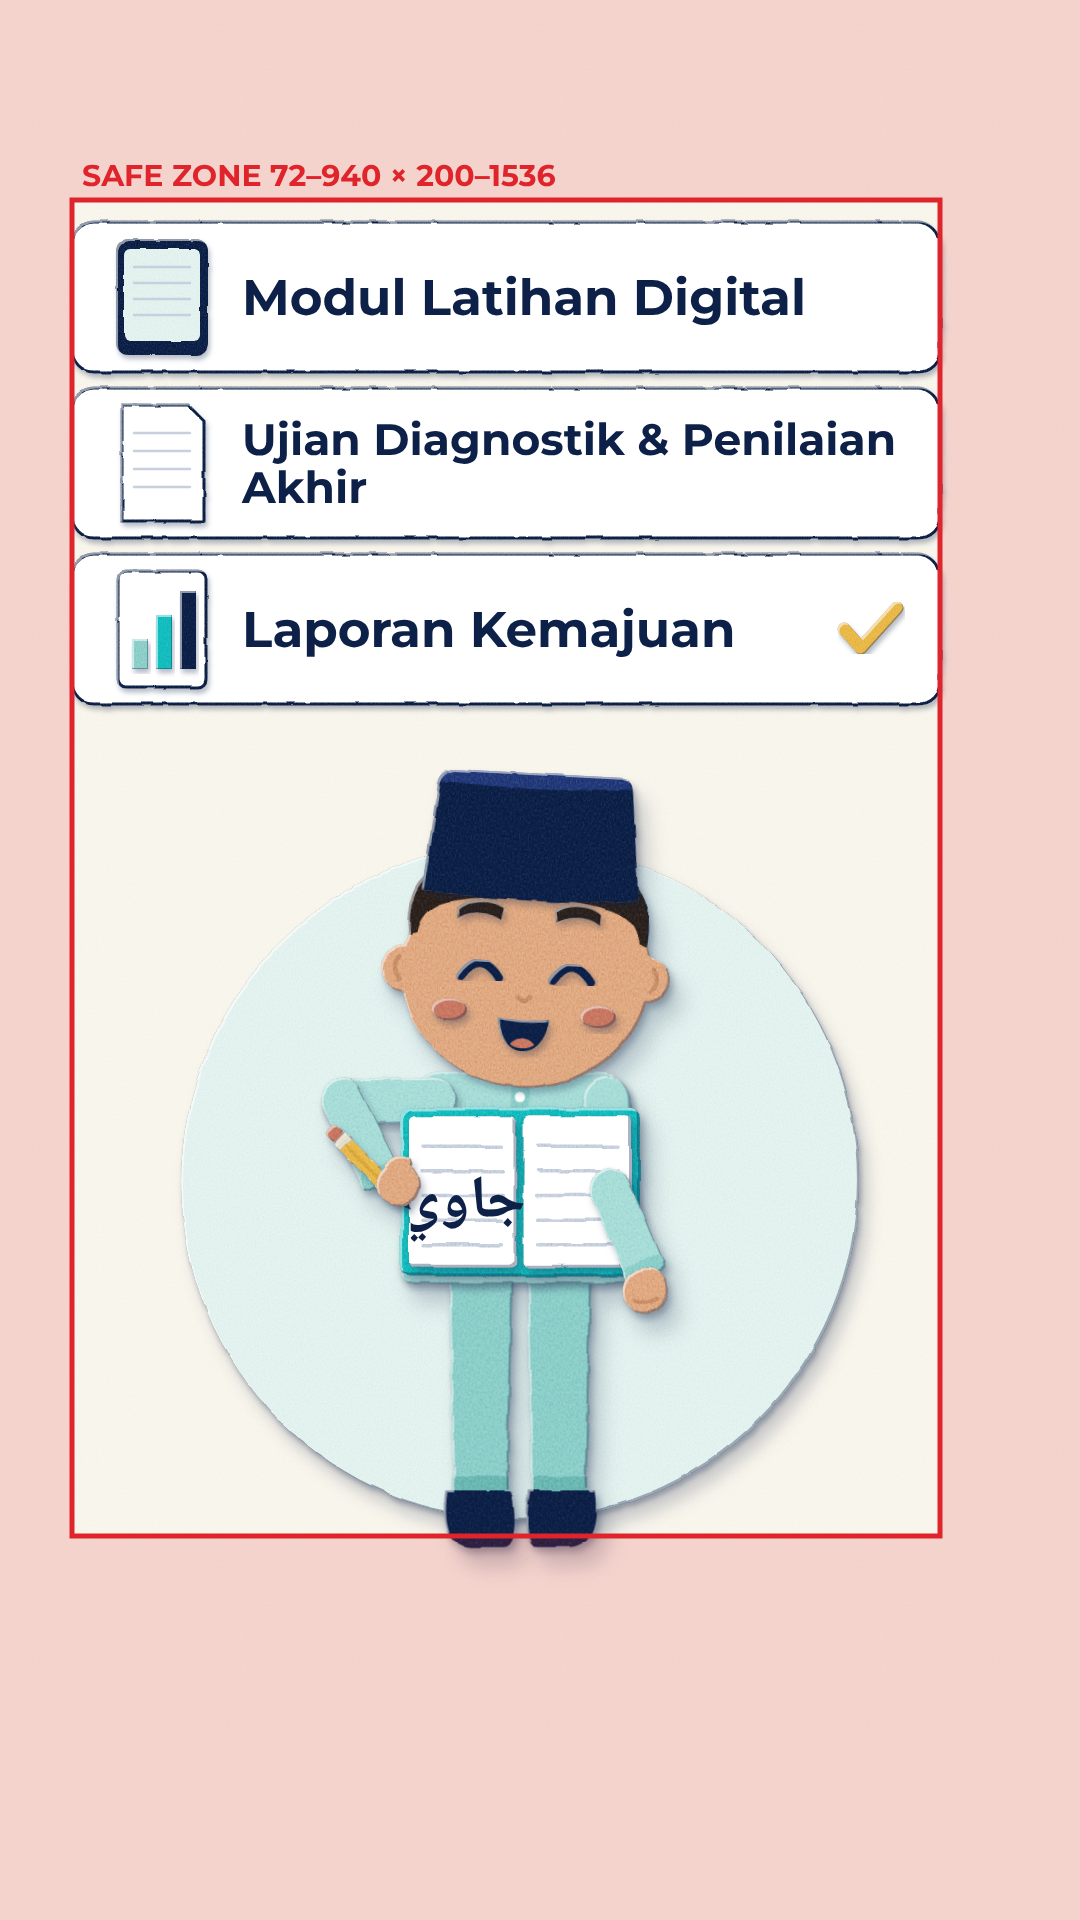 SAFE ZONE 72–940 × 200–1536
Modul Latihan Digital
Ujian Diagnostik & Penilaian
Akhir
Laporan Kemajuan
جاوي